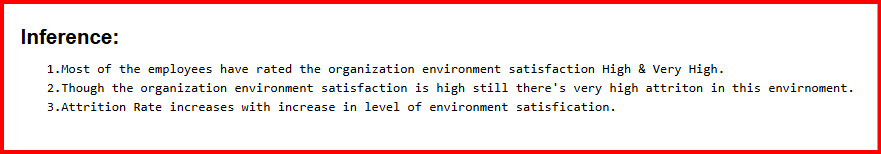 Inference:
1.Most of the employees have rated the organization environment satisfaction High & Very High.
2.Though the organization environment satisfaction is high still there's very high attriton in this envirnoment.
3.Attrition Rate increases with increase in level of environment satisfication.